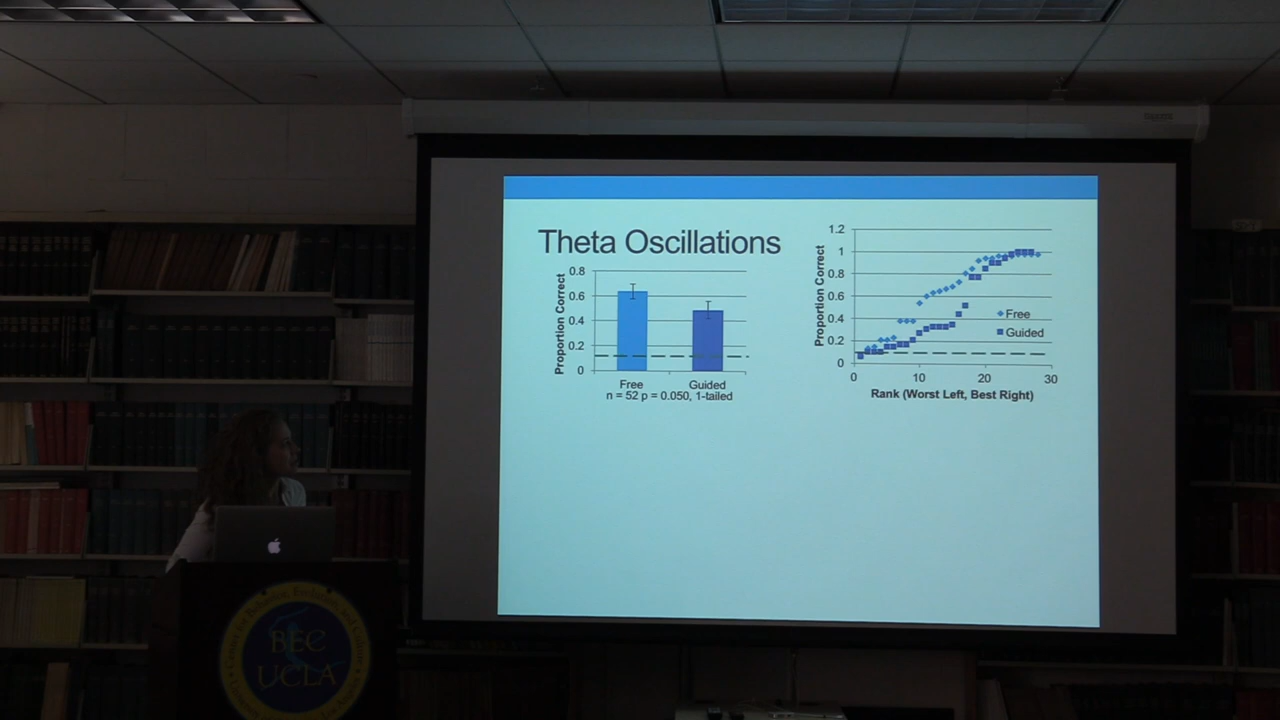 Theta Oscillations
Proportion Correct
0.8
0.6
0.4
0.2
0
Free
Guided
n = 52 p = 0.050, 1-tailed
Proportion Correct
1.2
1
0.8
0.6
0.4
0.2
0
0
10
20
30
Free
Guided
Rank (Worst Left, Best Right)
BEC
UCLA